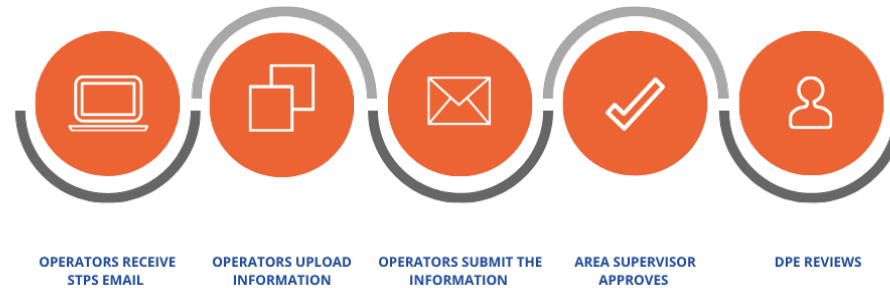 OPERATORS RECEIVE
STPS EMAIL
OPERATORS UPLOAD
INFORMATION
OPERATORS SUBMIT THE
INFORMATION
AREA SUPERVISOR
APPROVES
DPE REVIEWS